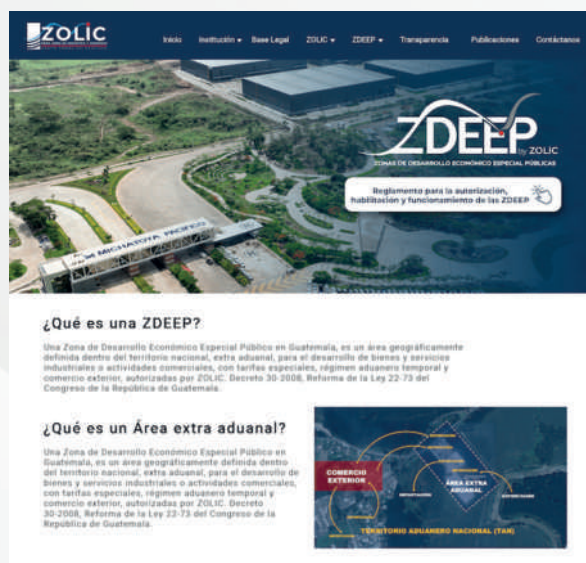 ZOLIC
Inicio Institución Base Legal ZOLIC ZDEEP Transparencia Publicaciones Contáctanos
ZDEEP
by ZOLIC
ZONAS DE DESARROLLO ECONÓMICO ESPECIAL PÚBLICAS
Reglamento para la autorización,
habilitación y funcionamiento de las ZDEEP
MICHATOYA PACIFICO
¿Qué es una ZDEEP?
Una Zona de Desarrollo Económico Especial Público en Guatemala, es un área geográficamente
definida dentro del territorio nacional, extra aduanal, para el desarrollo de bienes y servicios
industriales o actividades comerciales, con tarifas especiales, régimen aduanero temporal y
comercio exterior, autorizadas por ZOLIC. Decreto 30-2008, Reforma de la Ley 22-73 del
Congreso de la República de Guatemala.
¿Qué es un Área extra aduanal?
Una Zona de Desarrollo Económico Especial Público en
Guatemala, es un área geográficamente definida dentro
del territorio nacional, extra aduanal, para el desarrollo de
bienes y servicios industriales o actividades comerciales,
con tarifas especiales, régimen aduanero temporal y
comercio exterior, autorizadas por ZOLIC. Decreto
30-2008, Reforma de la Ley 22-73 del Congreso de la
República de Guatemala.
COMERCIO
EXTERIOR
ÁREA EXTRA
ADUANAL
TERRITORIO ADUANERO NACIONAL (TAN)